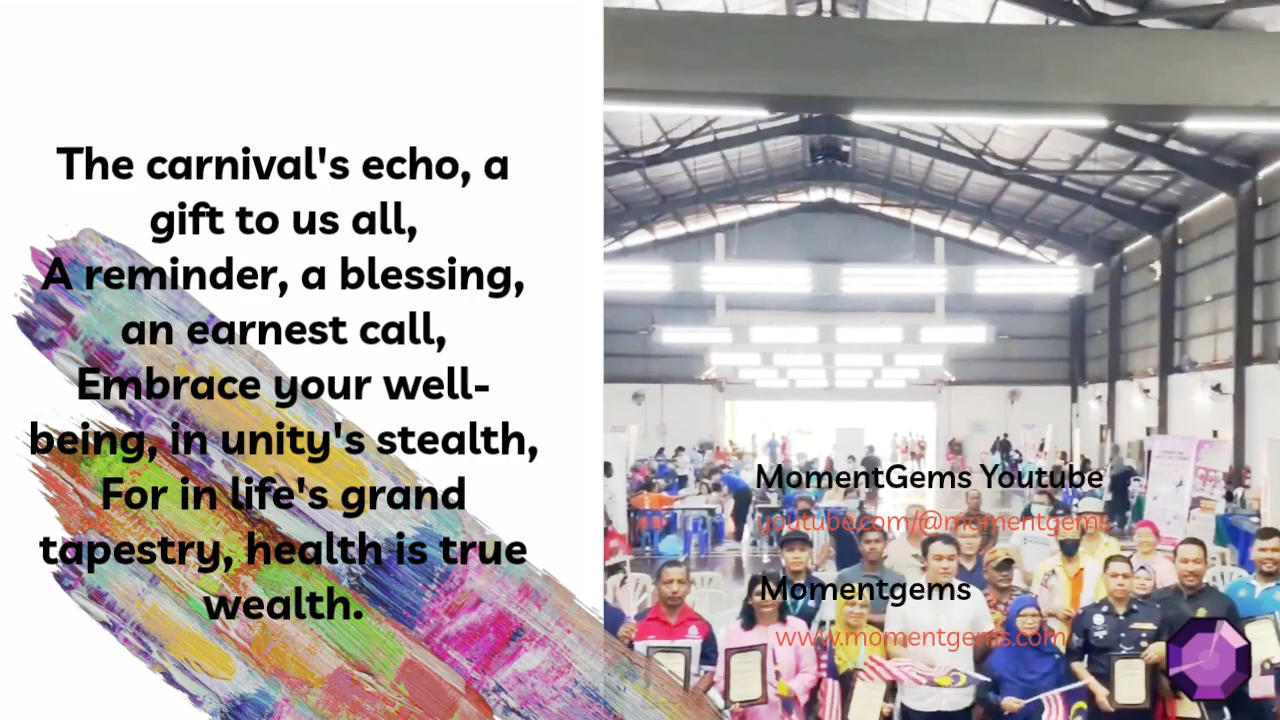 The carnival's echo, a
gift to us all,
A reminder, a blessing,
an earnest call,
Embrace your well-
being, in unity's stealth,
For in life's grand
tapestry, health is true
wealth.
MomentGems Youtube
youtube.com/@momentgems
Momentgems
www.momentgems.com